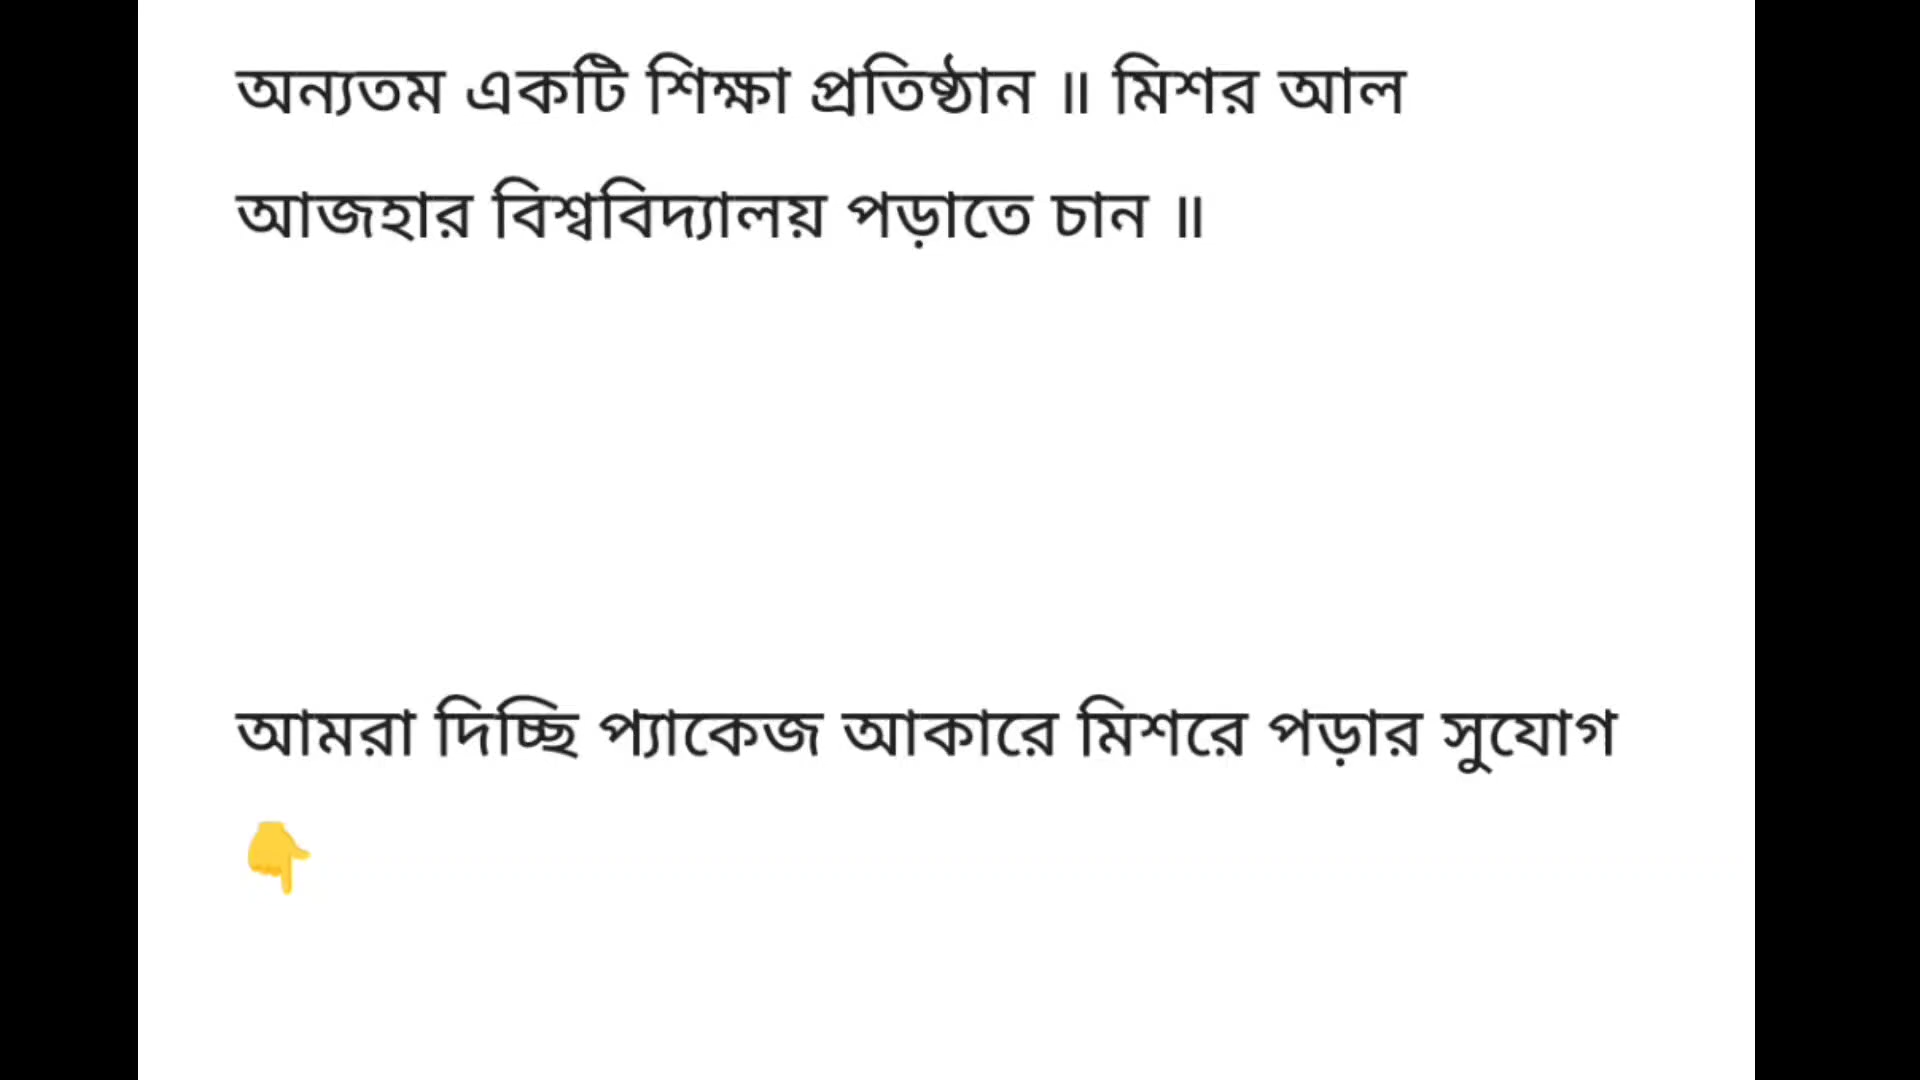 অন্যতম একটি শিক্ষা প্রতিষ্ঠান ॥ মিশর আল
আজহার বিশ্ববিদ্যালয় পড়াতে চান ॥
আমরা দিচ্ছি প্যাকেজ আকারে মিশরে পড়ার সুযোগ
👇